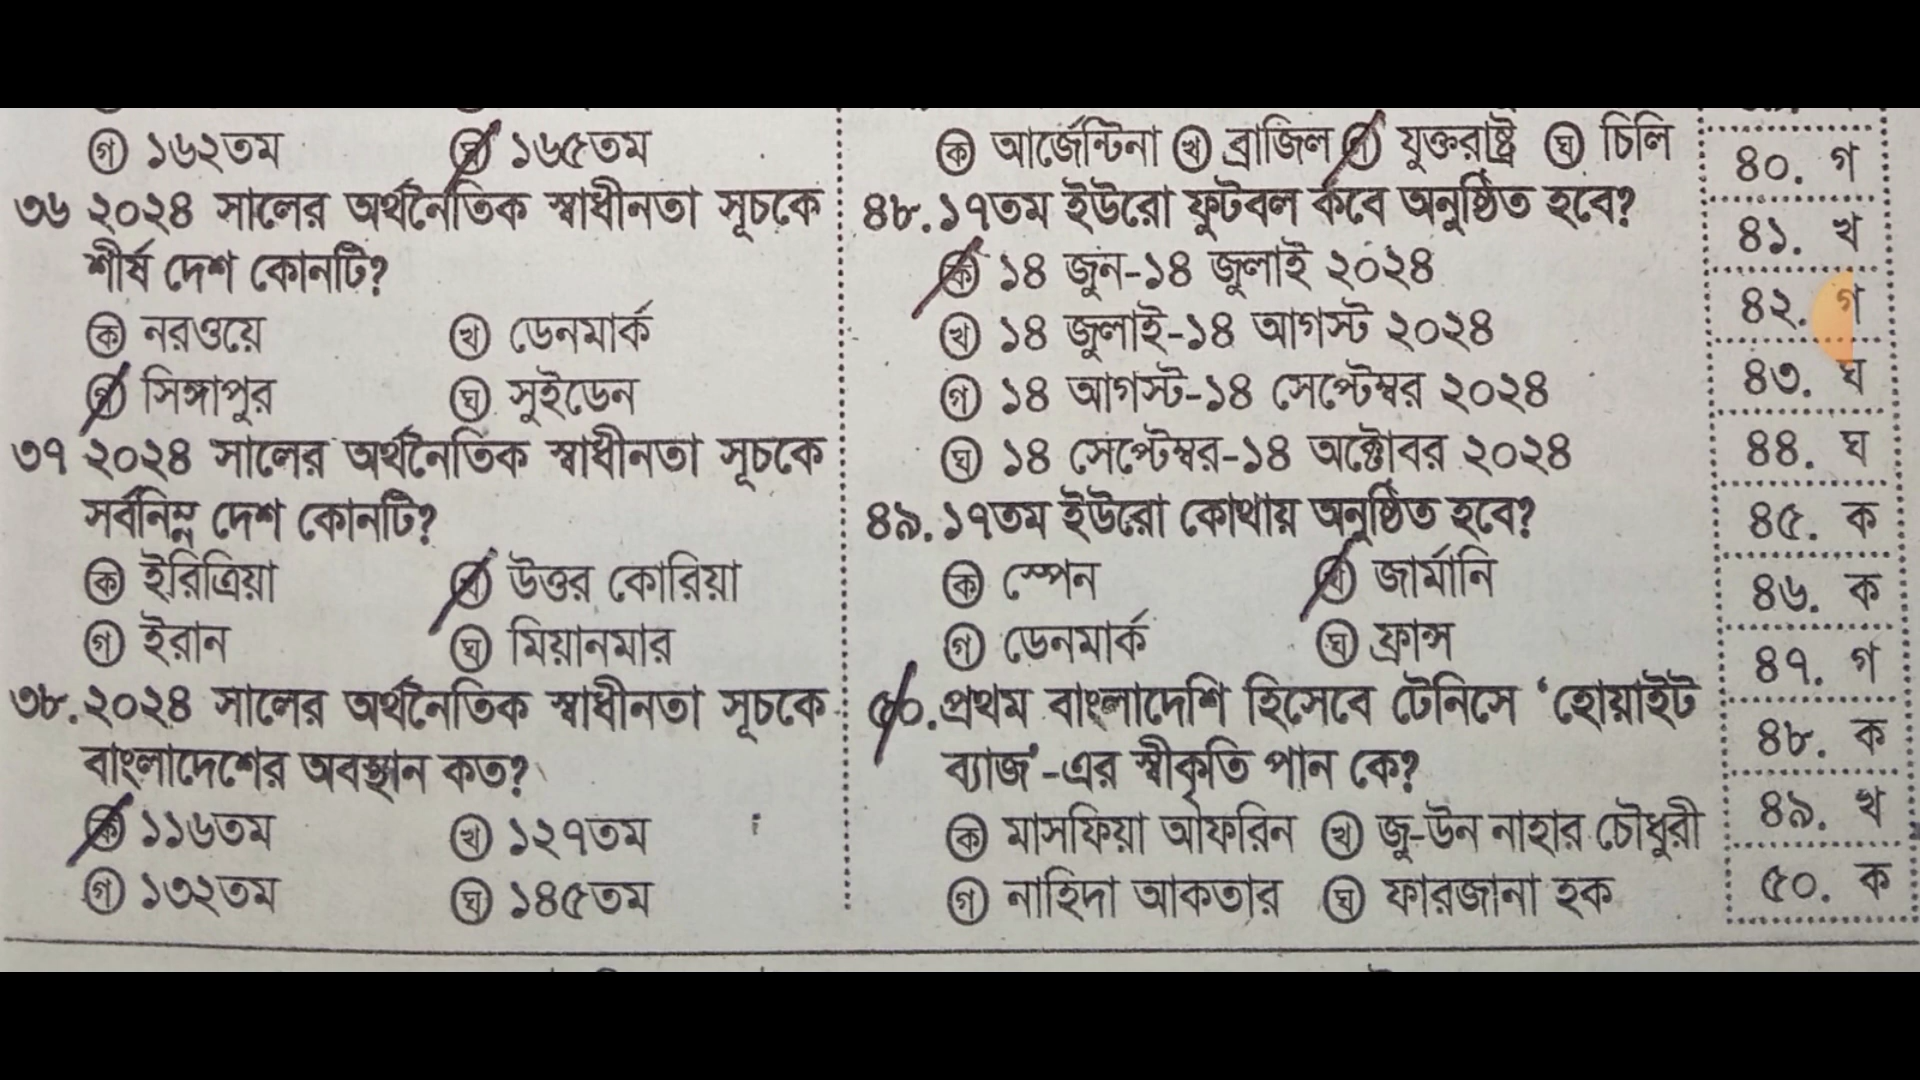 গ ১৬২তম ঘ ১৬৫তম
৩৬ ২০২৪ সালের অর্থনৈতিক স্বাধীনতা সূচকে
শীর্ষ দেশ কোনটি?
ক নরওয়ে খ ডেনমার্ক
গ সিঙ্গাপুর ঘ সুইডেন
৩৭ ২০২৪ সালের অর্থনৈতিক স্বাধীনতা সূচকে
সর্বনিম্ন দেশ কোনটি?
ক ইরিত্রিয়া খ উত্তর কোরিয়া
গ ইরান ঘ মিয়ানমার
৩৮. ২০২৪ সালের অর্থনৈতিক স্বাধীনতা সূচকে
বাংলাদেশের অবস্থান কত?
ক ১১৬তম খ ১২৭তম
গ ১৩২তম ঘ ১৪৫তম
ক আর্জেন্টিনা খ ব্রাজিল গ যুক্তরাষ্ট্র ঘ চিলি
৪৮. ১৭তম ইউরো ফুটবল কবে অনুষ্ঠিত হবে?
ক ১৪ জুন-১৪ জুলাই ২০২৪
খ ১৪ জুলাই-১৪ আগস্ট ২০২৪
গ ১৪ আগস্ট-১৪ সেপ্টেম্বর ২০২৪
ঘ ১৪ সেপ্টেম্বর-১৪ অক্টোবর ২০২৪
৪৯. ১৭তম ইউরো কোথায় অনুষ্ঠিত হবে?
ক স্পেন খ জার্মানি
গ ডেনমার্ক ঘ ফ্রান্স
৫০. প্রথম বাংলাদেশি হিসেবে টেনিসে ‘হোয়াইট
ব্যাজ’-এর স্বীকৃতি পান কে?
ক মাসফিয়া আফরিন খ জু-উন নাহার চৌধুরী
গ নাহিদা আকতার ঘ ফারজানা হক
৪০. গ
৪১. খ
৪২. গ
৪৩. ঘ
৪৪. ঘ
৪৫. ক
৪৬. ক
৪৭. গ
৪৮. ক
৪৯. খ
৫০. ক